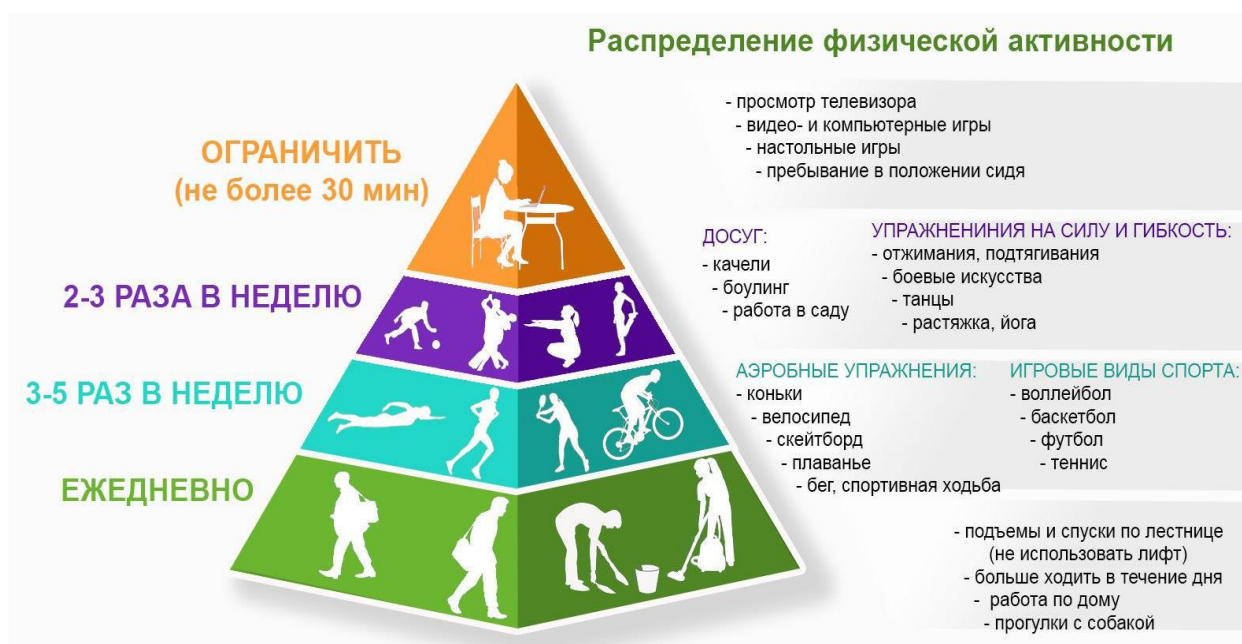 Распределение физической активности
ОГРАНИЧИТЬ
(не более 30 мин)
- просмотр телевизора
- видео- и компьютерные игры
- настольные игры
- пребывание в положении сидя
2-3 РАЗА В НЕДЕЛЮ
ДОСУГ:
- качели
- боулинг
- работа в саду
УПРАЖНЕНИНИЯ НА СИЛУ И ГИБКОСТЬ:
- отжимания, подтягивания
- боевые искусства
- танцы
- растяжка, йога
3-5 РАЗ В НЕДЕЛЮ
АЭРОБНЫЕ УПРАЖНЕНИЯ:
- коньки
- велосипед
- скейтборд
- плаванье
- бег, спортивная ходьба
ИГРОВЫЕ ВИДЫ СПОРТА:
- воллейбол
- баскетбол
- футбол
- теннис
ЕЖЕДНЕВНО
- подъемы и спуски по лестнице
(не использовать лифт)
- больше ходить в течение дня
- работа по дому
- прогулки с собакой